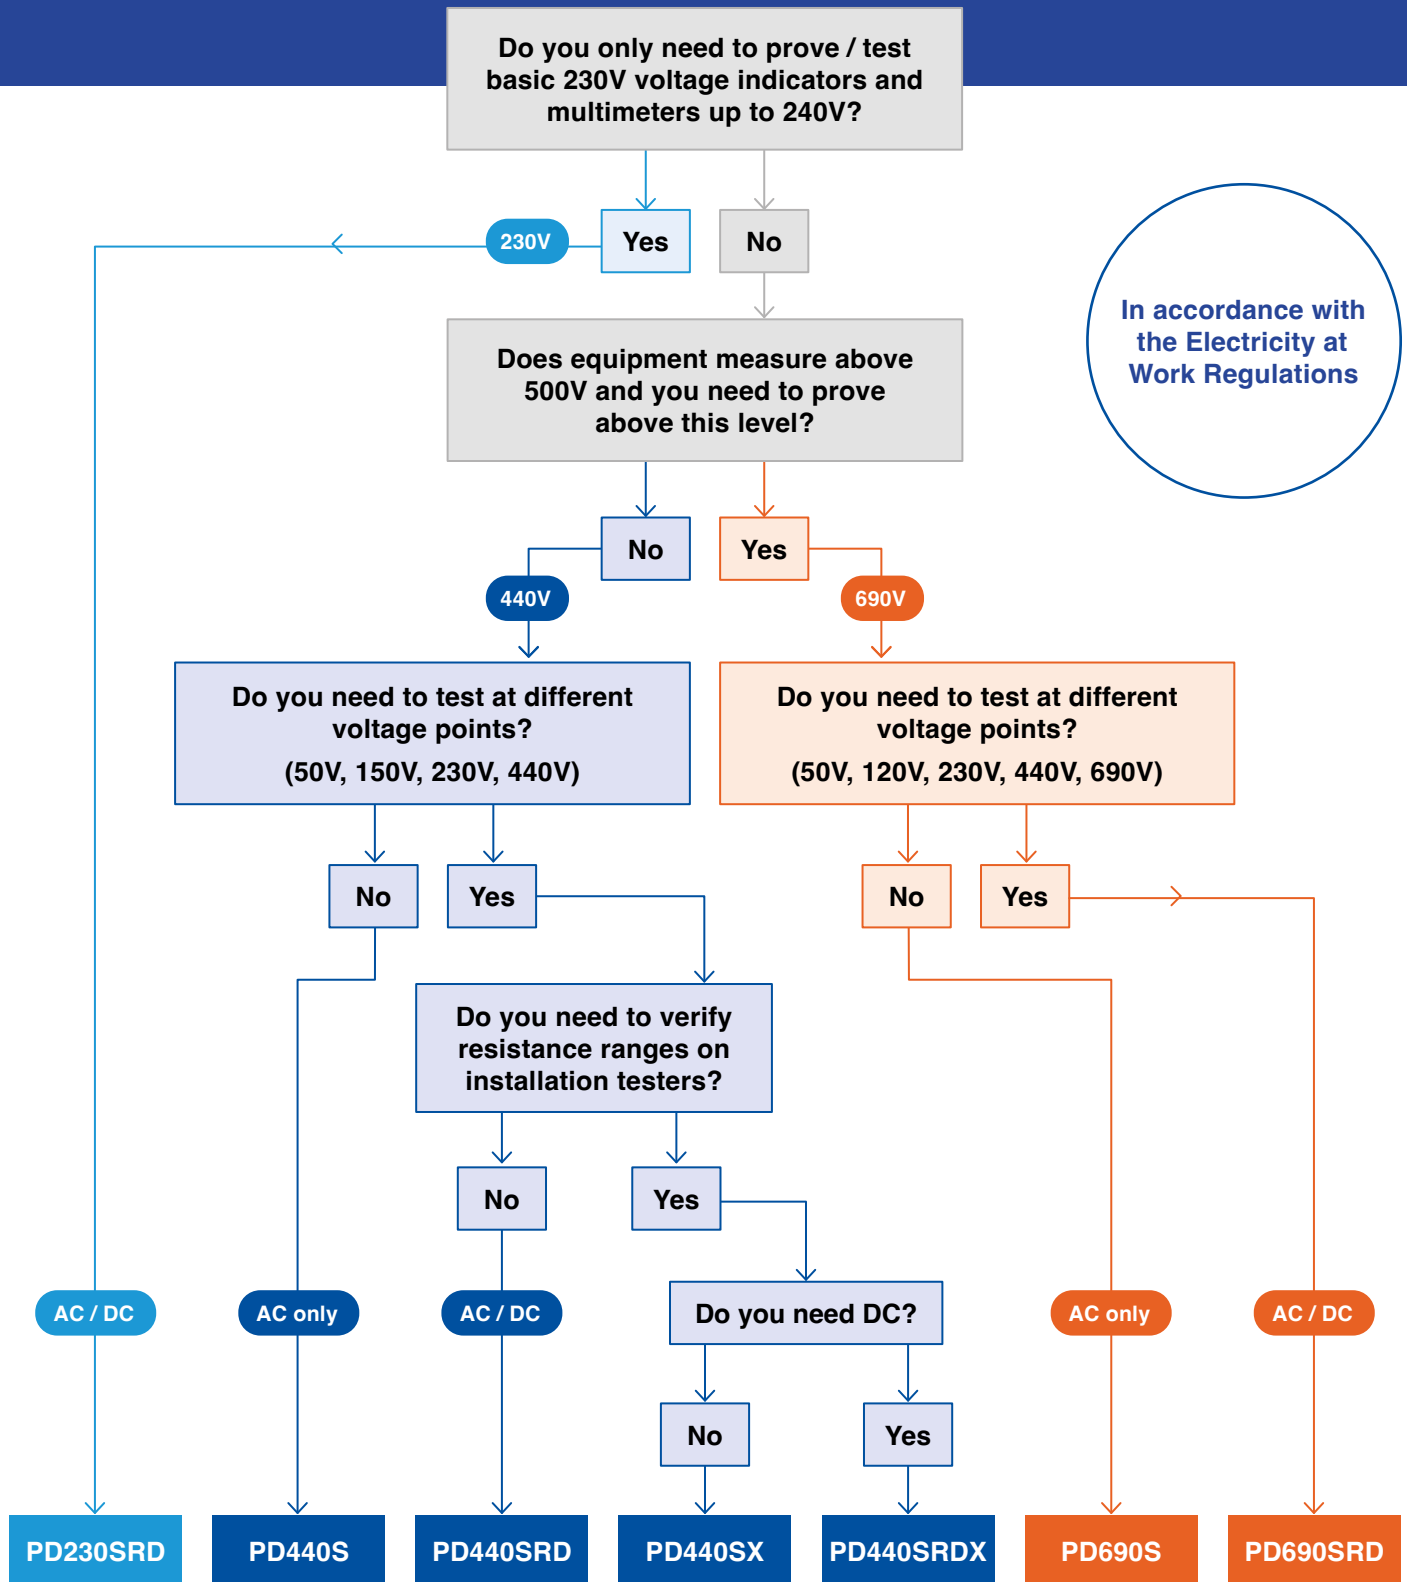 Do you only need to prove / test
basic 230V voltage indicators and
multimeters up to 240V?
230V
Yes
No
In accordance with
the Electricity at
Work Regulations
Does equipment measure above
500V and you need to prove
above this level?
No
Yes
440V
690V
Do you need to test at different
voltage points?
(50V, 150V, 230V, 440V)
Do you need to test at different
voltage points?
(50V, 120V, 230V, 440V, 690V)
No
Yes
No
Yes
Do you need to verify
resistance ranges on
installation testers?
No
Yes
AC / DC
AC only
AC / DC
Do you need DC?
AC only
AC / DC
No
Yes
PD230SRD
PD440S
PD440SRD
PD440SX
PD440SRDX
PD690S
PD690SRD